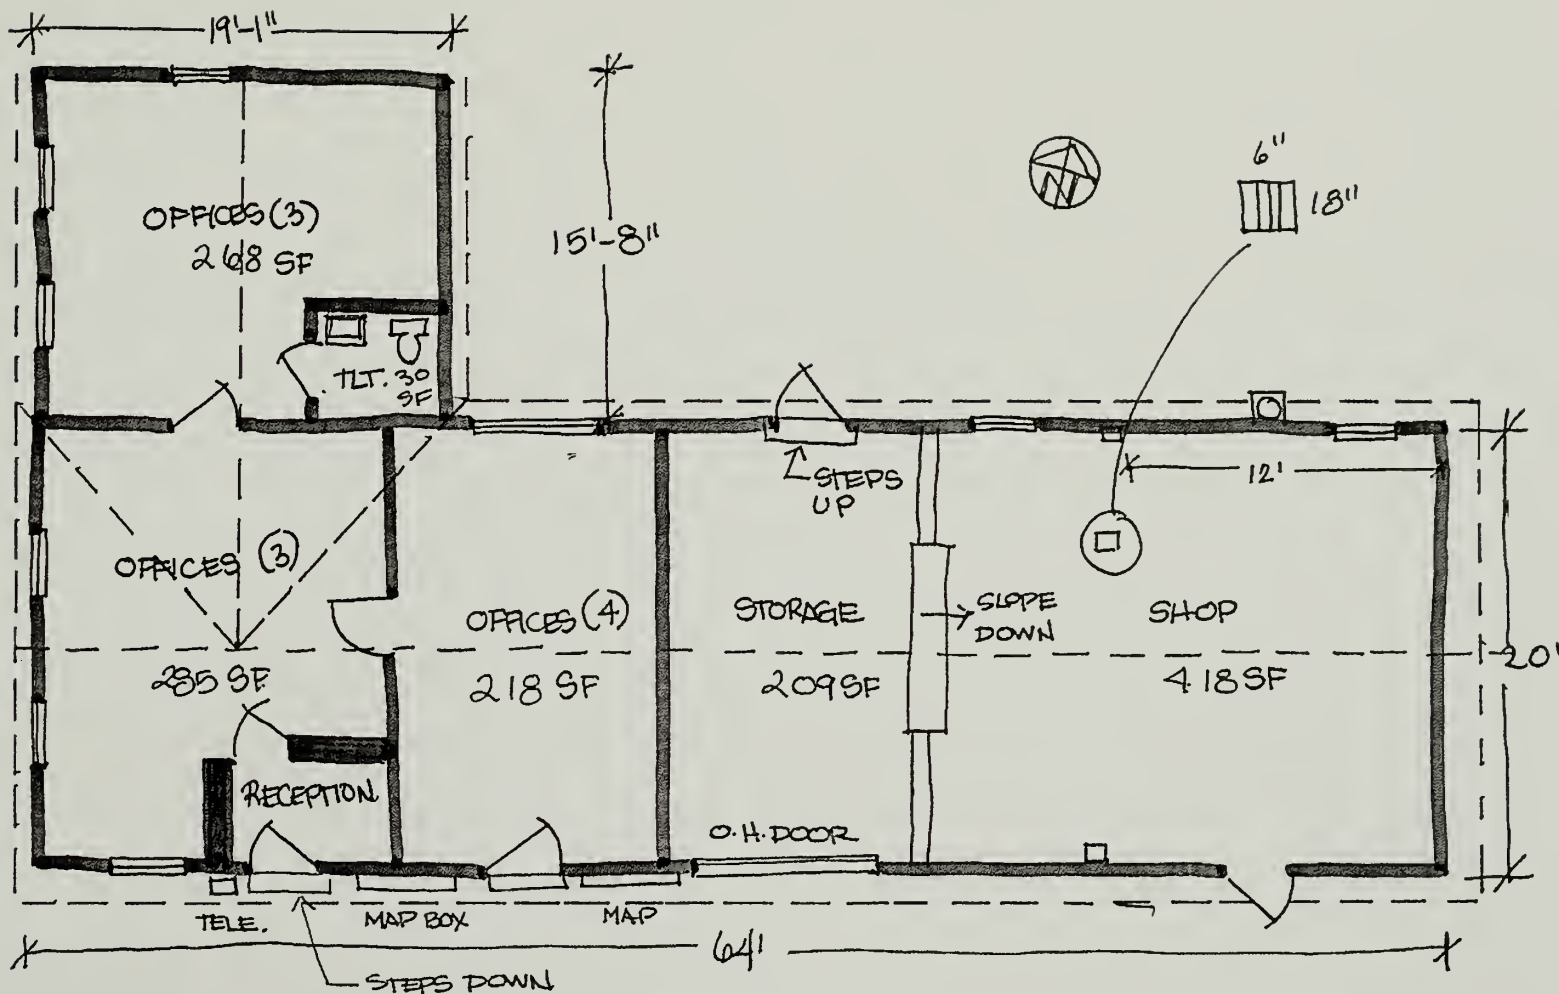 19'-1"
OFFICES (3)
268 SF
15'-8"
N
6"
18"
TLT. 30
SF
STEPS
UP
12'
OFFICES (3)
285 SF
OFFICES (4)
218 SF
STORAGE
209 SF
SLOPE
DOWN
SHOP
418 SF
20'
RECEPTION
O.H. DOOR
TELE.
MAP BOX
MAP
64'
STEPS DOWN